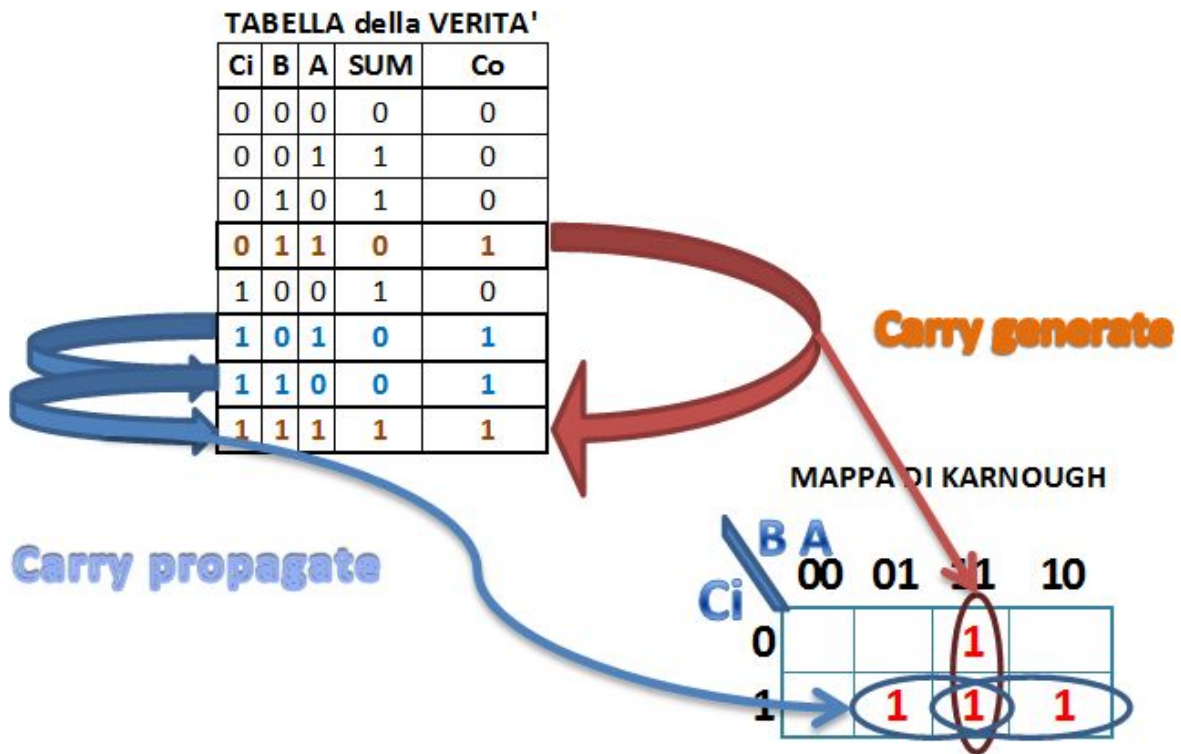 TABELLA della VERITA'
Ci B A SUM Co
0 0 0 0 0
0 0 1 1 0
0 1 0 1 0
0 1 1 0 1
1 0 0 1 0
1 0 1 0 1
1 1 0 0 1
1 1 1 1 1
Carry generate
Carry propagate
MAPPA DI KARNOUGH
B A
Ci
00 01 11 10
0 1
1 1 1 1